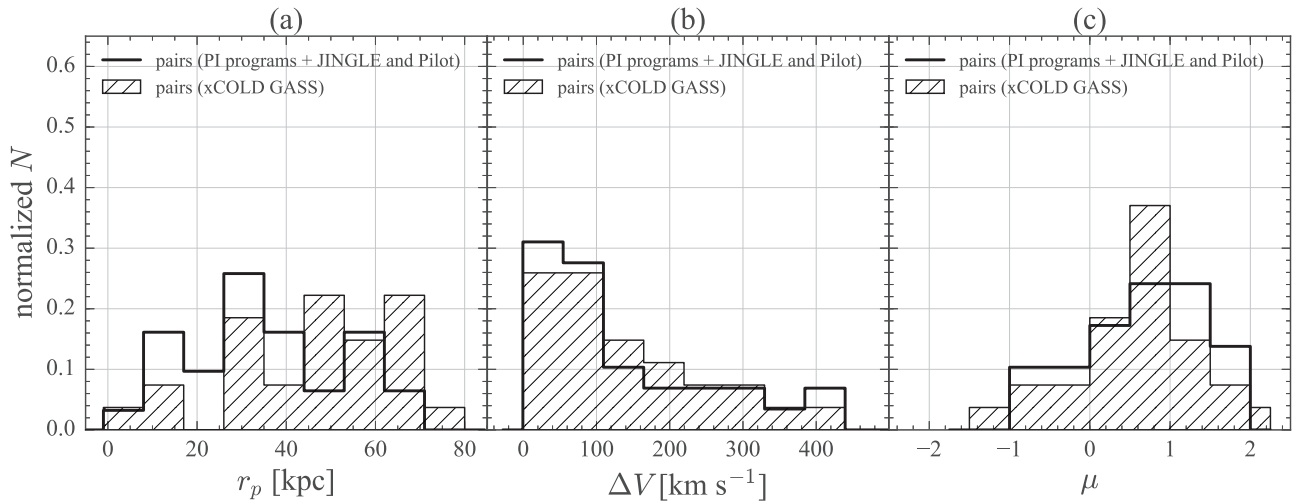 (a) (b) (c)
pairs (PI programs + JINGLE and Pilot) pairs (PI programs + JINGLE and Pilot) pairs (PI programs + JINGLE and Pilot)
pairs (xCOLD GASS) pairs (xCOLD GASS) pairs (xCOLD GASS)
0.6
0.5
0.4
0.3
0.2
0.1
0.0
normalized N
0 20 40 60 80 0 100 200 300 400 −2 −1 0 1 2
r_p [kpc] ΔV[km s⁻¹] μ